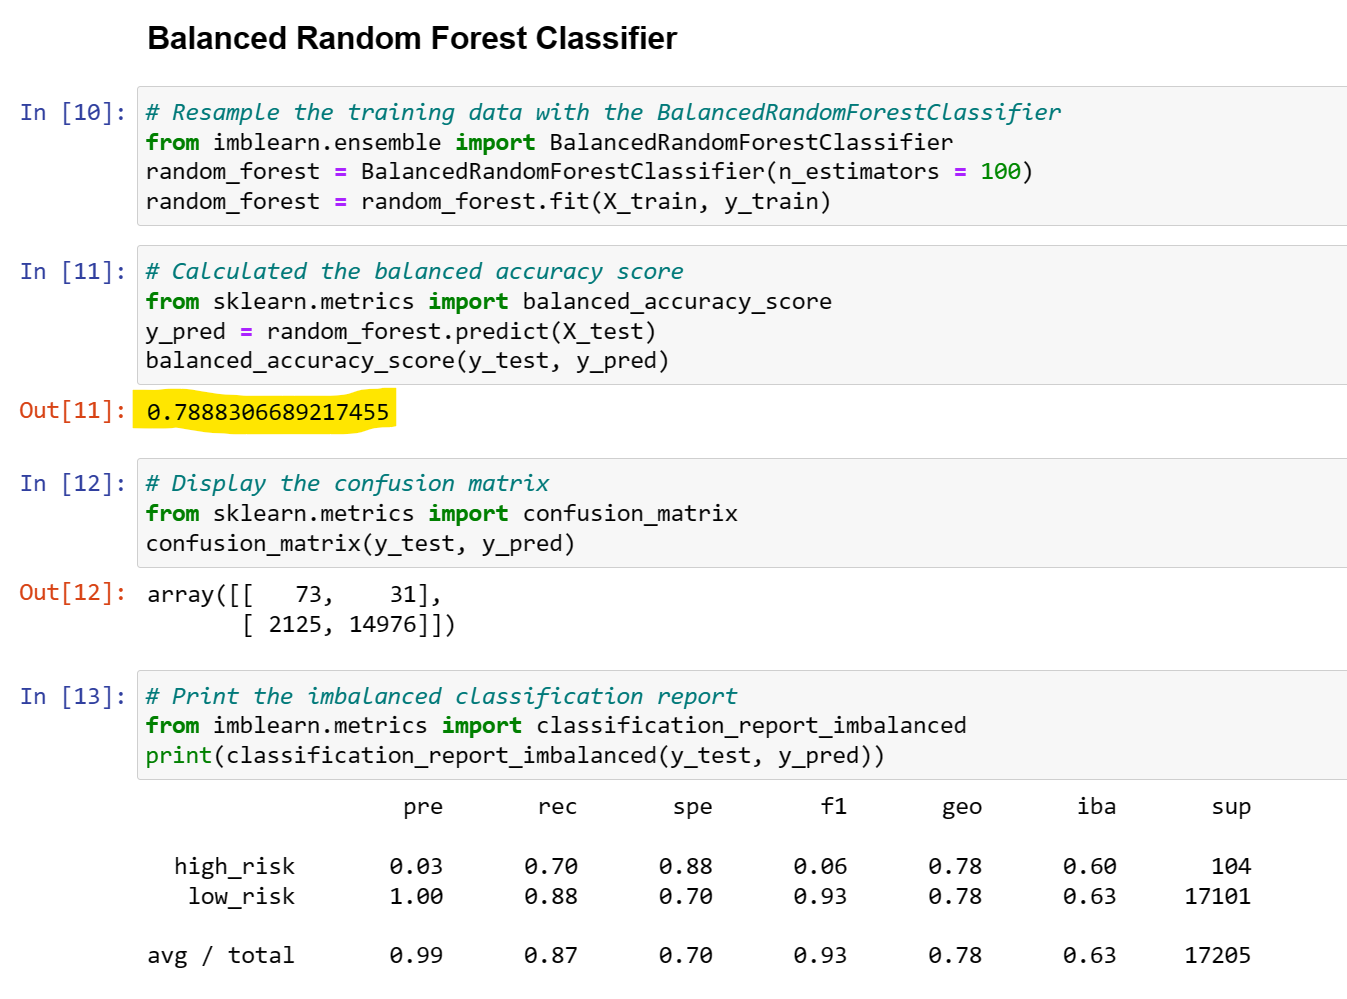 Balanced Random Forest Classifier
In [10]: # Resample the training data with the BalancedRandomForestClassifier
from imblearn.ensemble import BalancedRandomForestClassifier
random_forest = BalancedRandomForestClassifier(n_estimators = 100)
random_forest = random_forest.fit(X_train, y_train)
In [11]: # Calculated the balanced accuracy score
from sklearn.metrics import balanced_accuracy_score
y_pred = random_forest.predict(X_test)
balanced_accuracy_score(y_test, y_pred)
Out[11]: 0.7888306689217455
In [12]: # Display the confusion matrix
from sklearn.metrics import confusion_matrix
confusion_matrix(y_test, y_pred)
Out[12]: array([[   73,    31],
       [ 2125, 14976]])
In [13]: # Print the imbalanced classification report
from imblearn.metrics import classification_report_imbalanced
print(classification_report_imbalanced(y_test, y_pred))
pre rec spe f1 geo iba sup
high_risk 0.03 0.70 0.88 0.06 0.78 0.60 104
low_risk 1.00 0.88 0.70 0.93 0.78 0.63 17101
avg / total 0.99 0.87 0.70 0.93 0.78 0.63 17205